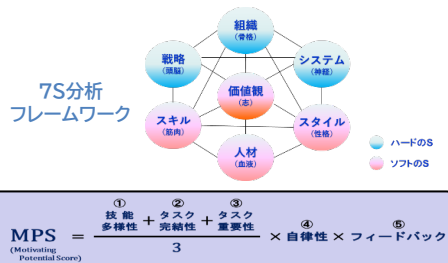 組織
(骨格)
戦略
(頭脳)
システム
(神経)
7S分析
フレームワーク
価値観
(志)
スキル
(筋肉)
スタイル
(性格)
人材
(血液)
ハードのS
ソフトのS
① ② ③
技能 タスク タスク
多様性 + 完結性 + 重要性 ④ ⑤
MPS = × 自律性 × フィードバック
(Motivating
Potential Score) 3